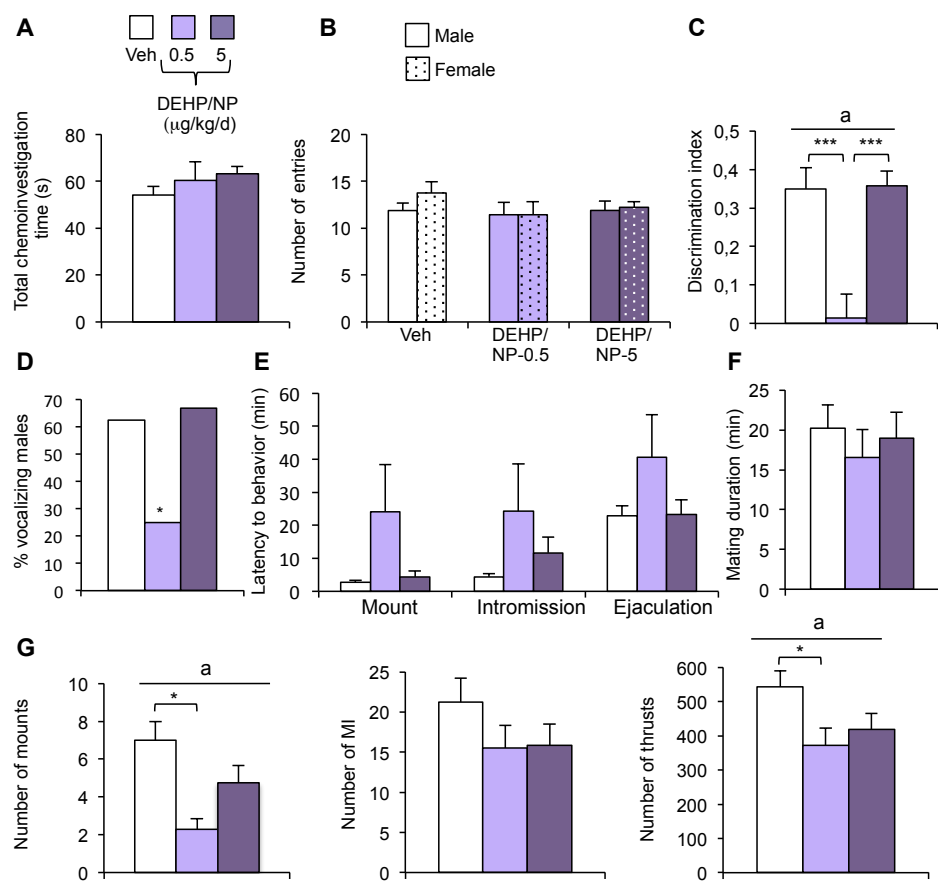 A
Veh 0.5 5
DEHP/NP
(µg/kg/d)
Total chemoinvestigation
time (s)
80
60
40
20
0
B
Male
Female
Number of entries
20
15
10
5
0
Veh
DEHP/
NP-0.5
DEHP/
NP-5
C
Discrimination index
0,5
0,4
0,3
0,2
0,1
0
a
*** ***
D
% vocalizing males
70
60
50
40
30
20
10
0
*
E
Latency to behavior (min)
60
50
40
30
20
10
0
Mount Intromission Ejaculation
F
Mating duration (min)
25
20
15
10
5
0
G
Number of mounts
10
8
6
4
2
0
a
*
Number of MI
25
20
15
10
5
0
Number of thrusts
600
500
400
300
200
100
0
a
*